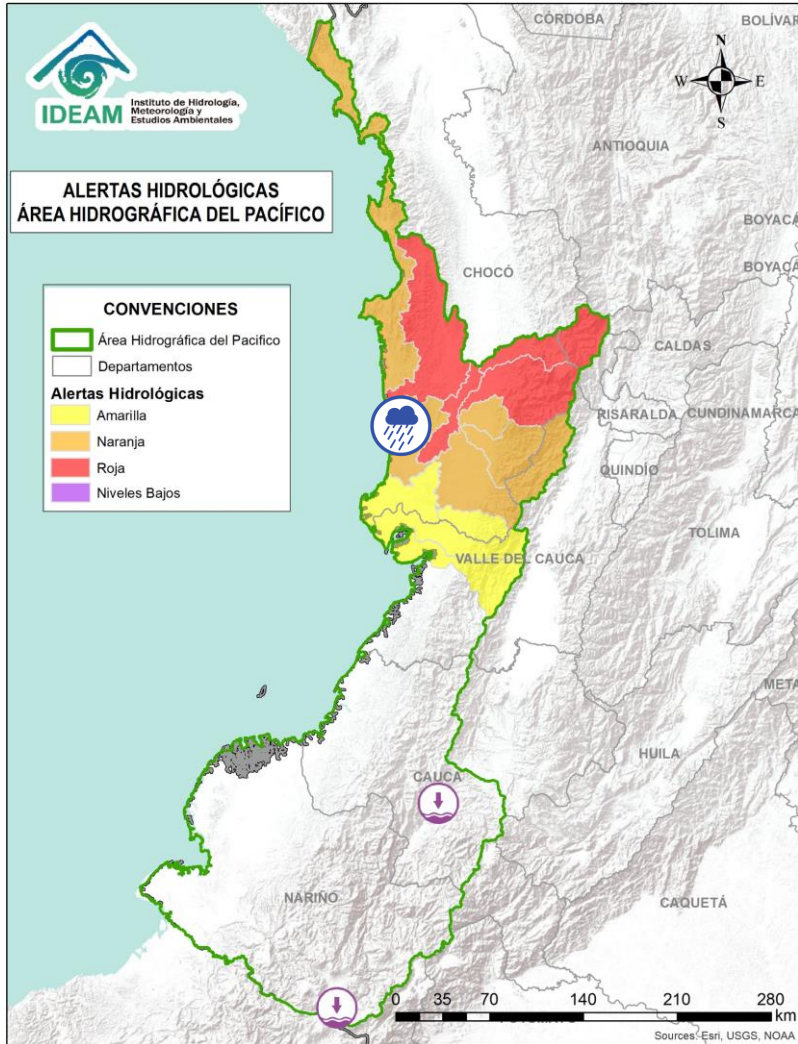 CÓRDOBA
BOLÍVAR
IDEAM
Instituto de Hidrología,
Meteorología y
Estudios Ambientales
N
W E
S
ANTIOQUIA
ALERTAS HIDROLÓGICAS
ÁREA HIDROGRÁFICA DEL PACÍFICO
BOYACÁ
CHOCÓ
BOYACÁ
CONVENCIONES
Área Hidrográfica del Pacífico
Departamentos
Alertas Hidrológicas
Amarilla
Naranja
Roja
Niveles Bajos
CALDAS
RISARALDA
CUNDINAMARCA
QUINDÍO
TOLIMA
VALLE DEL CAUCA
META
HUILA
CAUCA
NARIÑO
CAQUETÁ
0 35 70 140 210 280
km
Sources: Esri, USGS, NOAA